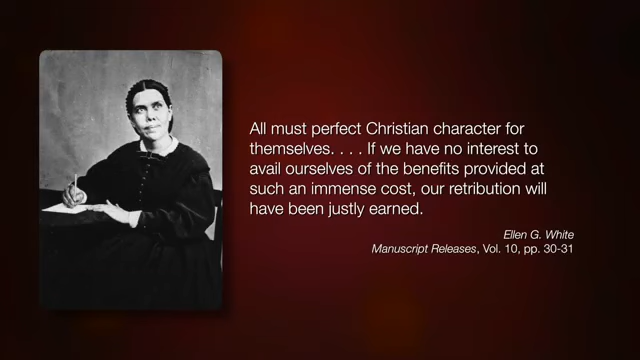 All must perfect Christian character for
themselves. . . . If we have no interest to
avail ourselves of the benefits provided at
such an immense cost, our retribution will
have been justly earned.
Ellen G. White
Manuscript Releases, Vol. 10, pp. 30-31